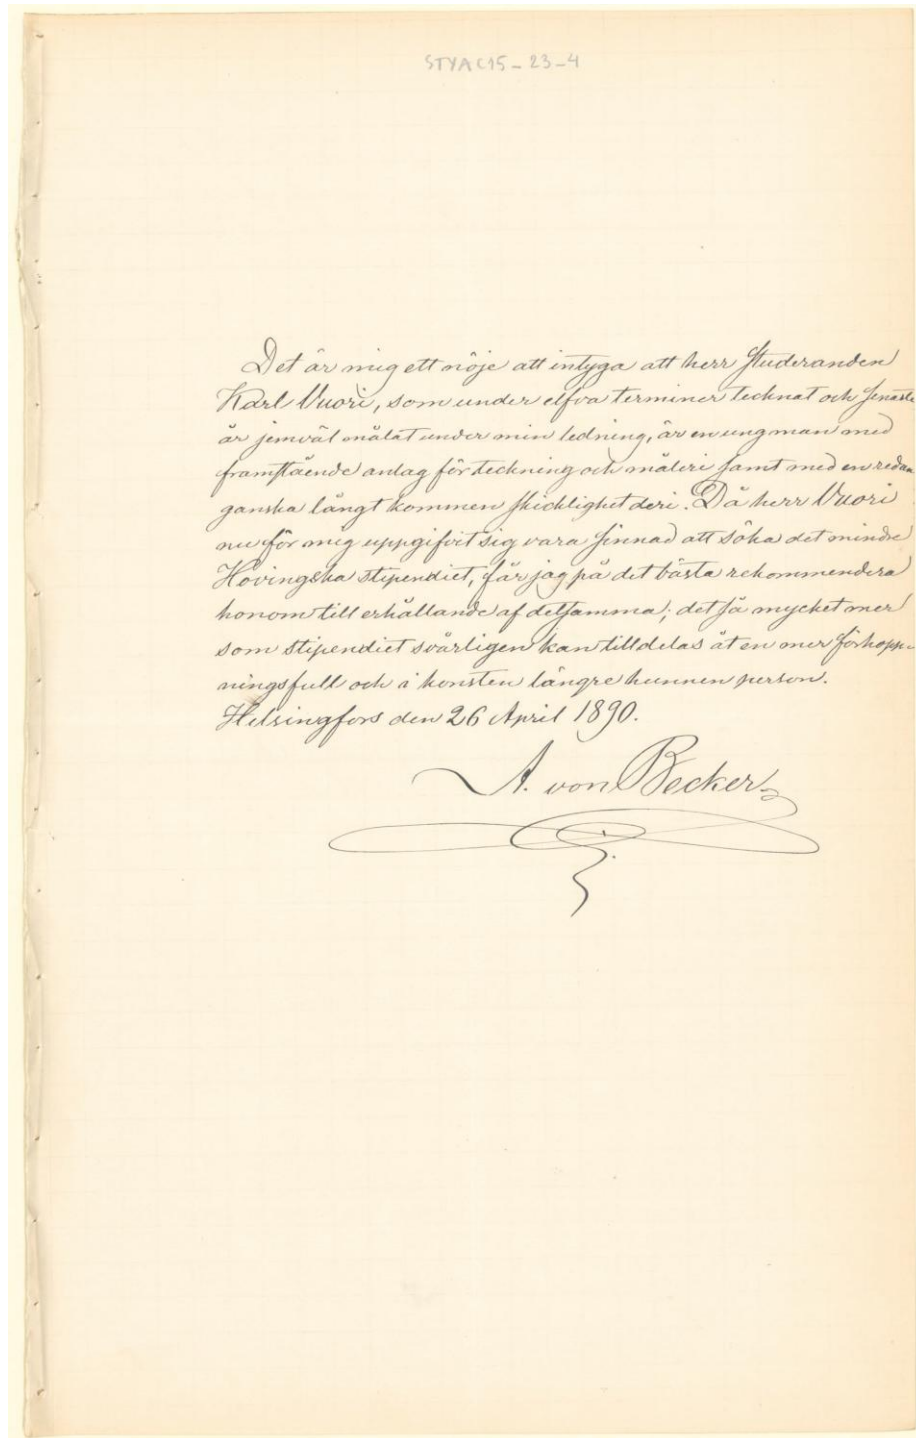 STYA C15-23-4
Det är mig ett nöje att intyga att herr Studeranden
Karl Vuori, som under elfva terminer tecknat och senaste
år jemväl målat under min ledning, är en ung man med
framstående anlag för teckning och måleri samt med en redan
ganska långt kommen skicklighet deri. Då herr Vuori
nu för mig uppgifvit sig vara sinnad att söka det mindre
Hovingska stipendiet, får jag på det bästa rekommendera
honom till erhållande af detsamma; det så mycket mer
som stipendiet svårligen kan tilldelas åt en mer förhopp-
ningsfull och i konsten längre hunnen person.
Helsingfors den 26 April 1890.
A. von Becker